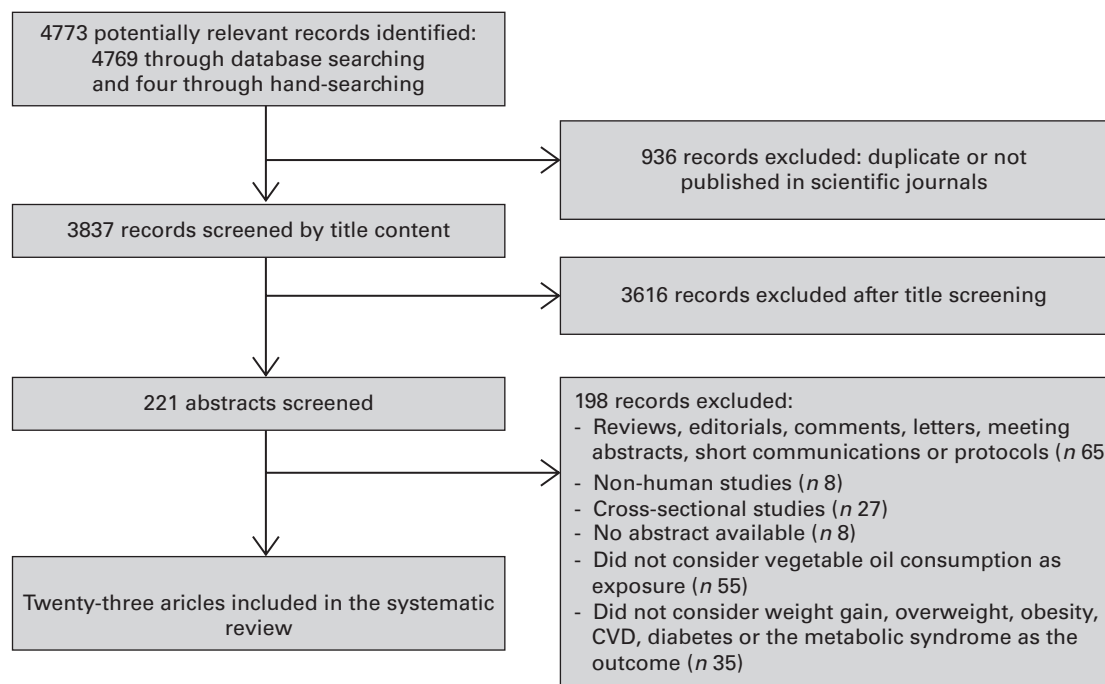 4773 potentially relevant records identified:
4769 through database searching
and four through hand-searching
936 records excluded: duplicate or not
published in scientific journals
3837 records screened by title content
3616 records excluded after title screening
221 abstracts screened
198 records excluded:
- Reviews, editorials, comments, letters, meeting
abstracts, short communications or protocols (n 65
- Non-human studies (n 8)
- Cross-sectional studies (n 27)
- No abstract available (n 8)
- Did not consider vegetable oil consumption as
exposure (n 55)
- Did not consider weight gain, overweight, obesity,
CVD, diabetes or the metabolic syndrome as the
outcome (n 35)
Twenty-three aricles included in the systematic
review